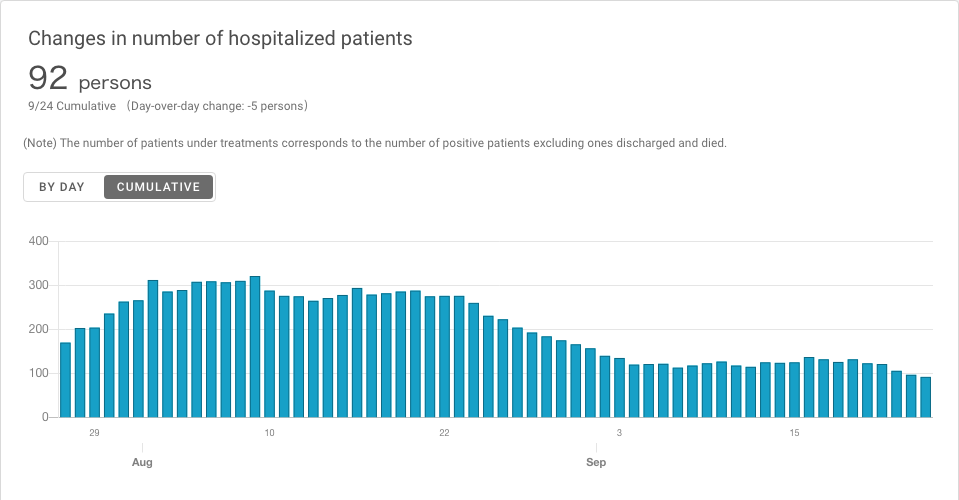 Changes in number of hospitalized patients
92 persons
9/24 Cumulative （Day-over-day change: -5 persons）
(Note) The number of patients under treatments corresponds to the number of positive patients excluding ones discharged and died.
BY DAY CUMULATIVE
400
300
200
100
0
29 10 22 3 15
Aug Sep